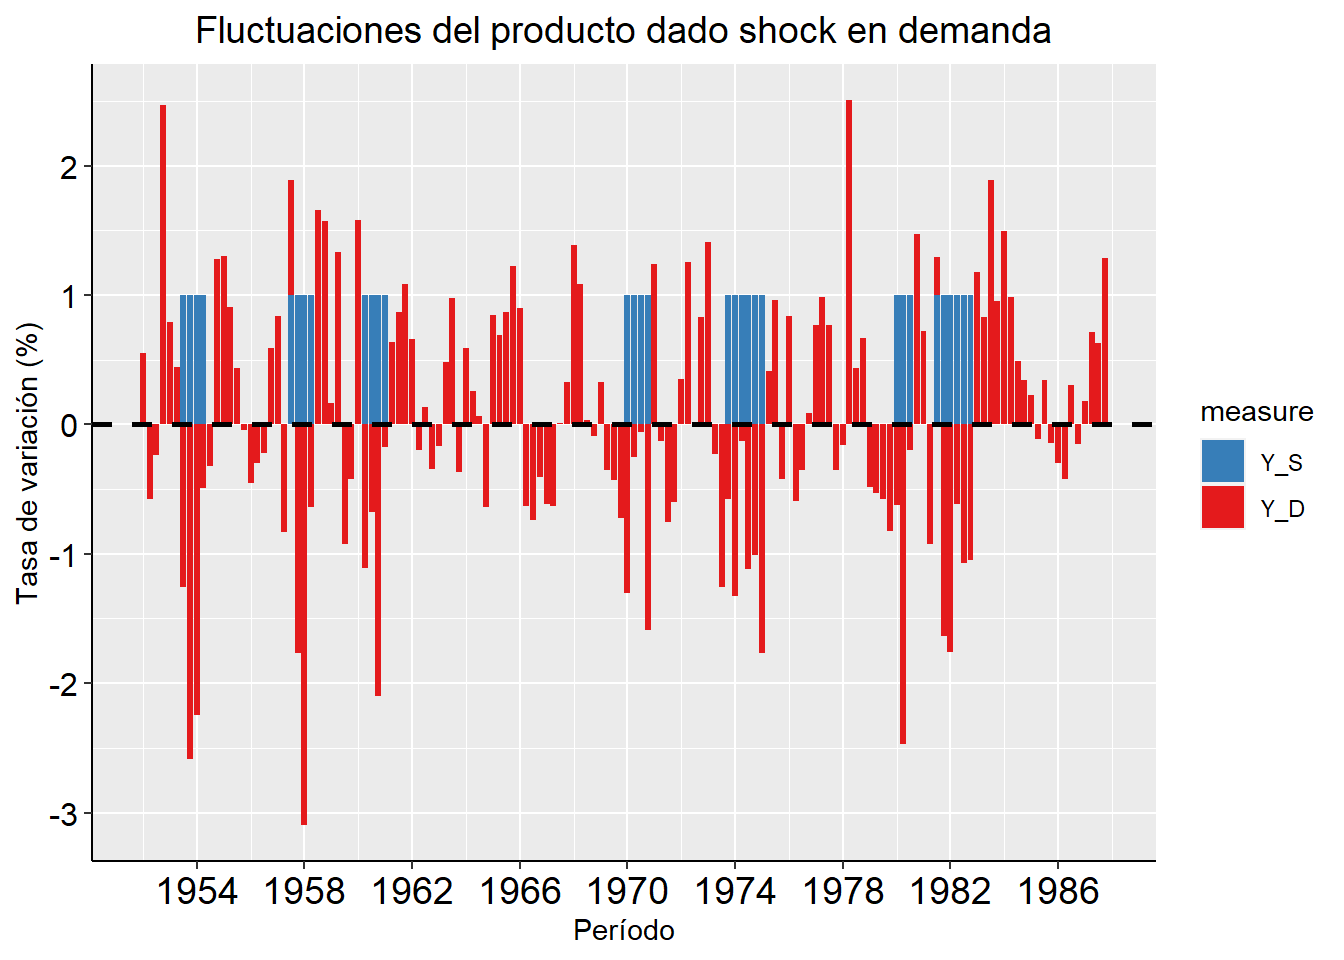 Fluctuaciones del producto dado shock en demanda
Tasa de variación (%)
2
1
0
-1
-2
-3
1954 1958 1962 1966 1970 1974 1978 1982 1986
Período
measure
Y_S
Y_D